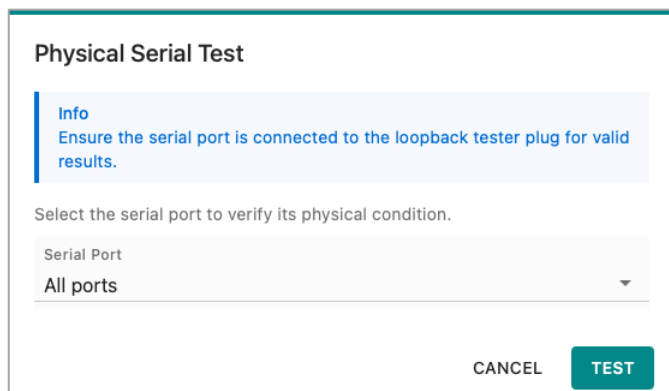 Physical Serial Test
Info
Ensure the serial port is connected to the loopback tester plug for valid
results.
Select the serial port to verify its physical condition.
Serial Port
All ports
CANCEL
TEST